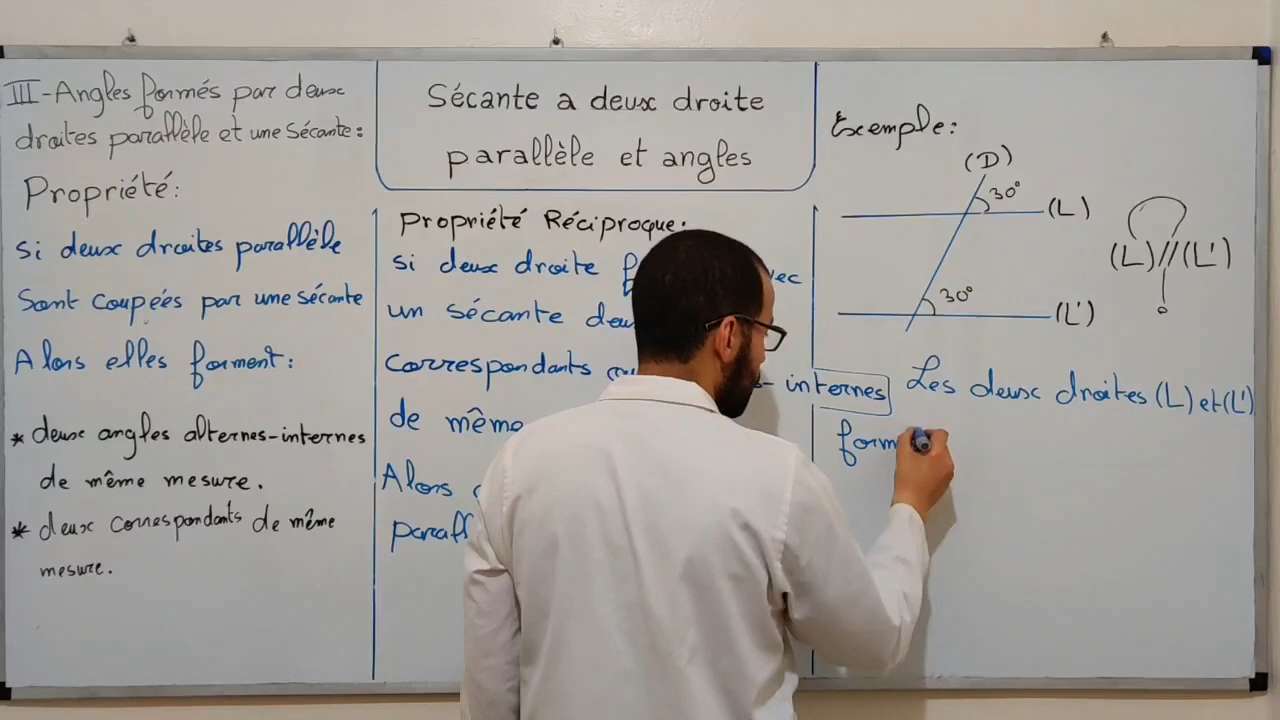 III-Angles formés par deux
droites parallèle et une sécante:
Propriété:
si deux droites parallèle
Sont coupées par une sécante
Alors elles forment:
* deux angles alternes-internes
de même mesure.
* deux correspondants de même
mesure.
Sécante a deux droite
parallèle et angles
Propriété Réciproque:
si deux droite
un sécante
correspondants
- internes
de même
Alors
Exemple:
(D)
30°
(L)
30°
(L')
(L)//(L')
?
Les deux droites (L) et (L')
form